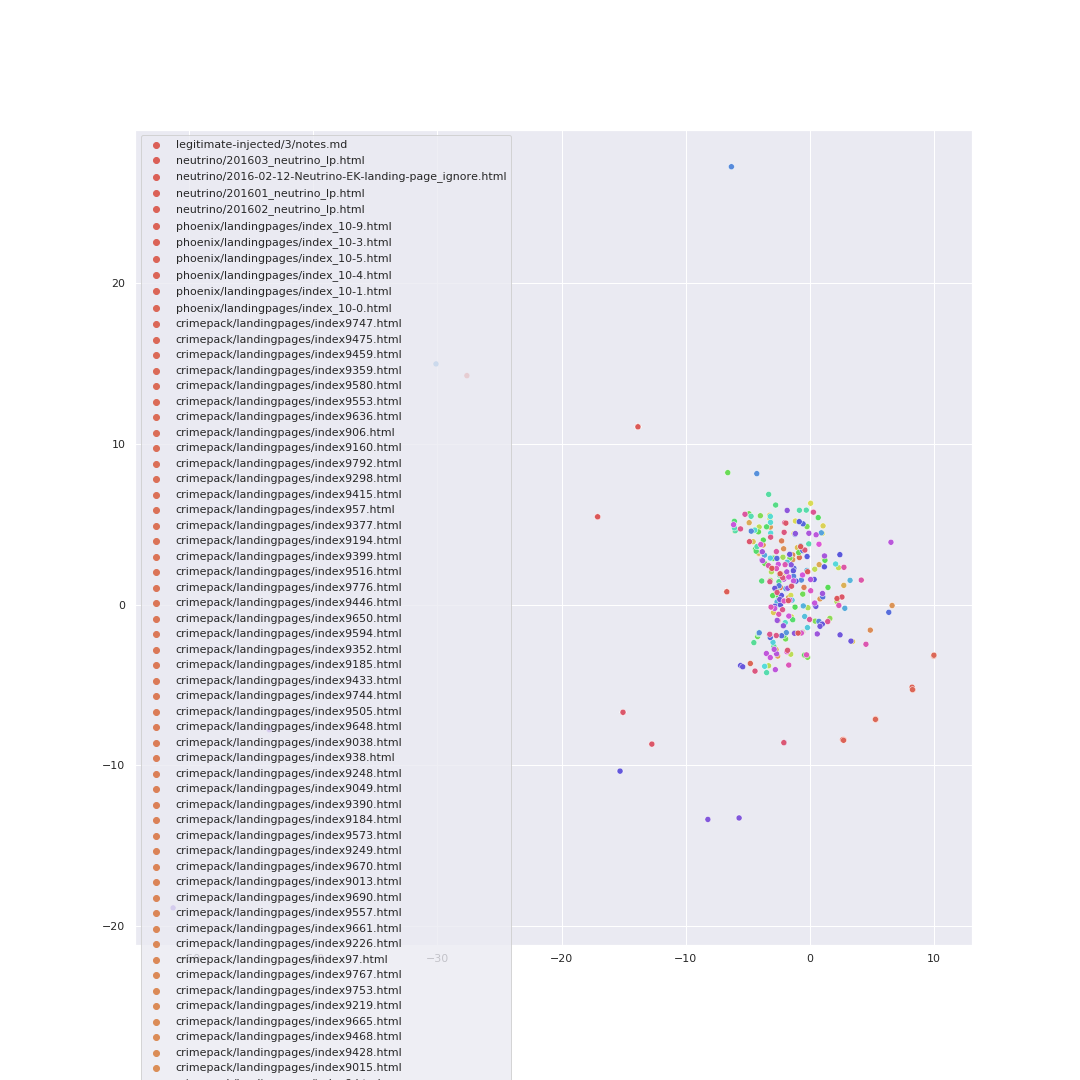 legitimate-injected/3/notes.md
neutrino/201603_neutrino_lp.html
neutrino/2016-02-12-Neutrino-EK-landing-page_ignore.html
neutrino/201601_neutrino_lp.html
neutrino/201602_neutrino_lp.html
phoenix/landingpages/index_10-9.html
phoenix/landingpages/index_10-3.html
phoenix/landingpages/index_10-5.html
phoenix/landingpages/index_10-4.html
phoenix/landingpages/index_10-1.html
phoenix/landingpages/index_10-0.html
crimepack/landingpages/index9747.html
crimepack/landingpages/index9475.html
crimepack/landingpages/index9459.html
crimepack/landingpages/index9359.html
crimepack/landingpages/index9580.html
crimepack/landingpages/index9553.html
crimepack/landingpages/index9636.html
crimepack/landingpages/index906.html
crimepack/landingpages/index9160.html
crimepack/landingpages/index9792.html
crimepack/landingpages/index9298.html
crimepack/landingpages/index9415.html
crimepack/landingpages/index957.html
crimepack/landingpages/index9377.html
crimepack/landingpages/index9194.html
crimepack/landingpages/index9399.html
crimepack/landingpages/index9516.html
crimepack/landingpages/index9776.html
crimepack/landingpages/index9446.html
crimepack/landingpages/index9650.html
crimepack/landingpages/index9594.html
crimepack/landingpages/index9352.html
crimepack/landingpages/index9185.html
crimepack/landingpages/index9433.html
crimepack/landingpages/index9744.html
crimepack/landingpages/index9505.html
crimepack/landingpages/index9648.html
crimepack/landingpages/index9038.html
crimepack/landingpages/index938.html
crimepack/landingpages/index9248.html
crimepack/landingpages/index9049.html
crimepack/landingpages/index9390.html
crimepack/landingpages/index9184.html
crimepack/landingpages/index9573.html
crimepack/landingpages/index9249.html
crimepack/landingpages/index9670.html
crimepack/landingpages/index9013.html
crimepack/landingpages/index9690.html
crimepack/landingpages/index9557.html
crimepack/landingpages/index9661.html
crimepack/landingpages/index9226.html
crimepack/landingpages/index97.html
crimepack/landingpages/index9767.html
crimepack/landingpages/index9753.html
crimepack/landingpages/index9219.html
crimepack/landingpages/index9665.html
crimepack/landingpages/index9468.html
crimepack/landingpages/index9428.html
crimepack/landingpages/index9015.html
20
10
0
−10
−20
−30
−20
−10
0
10